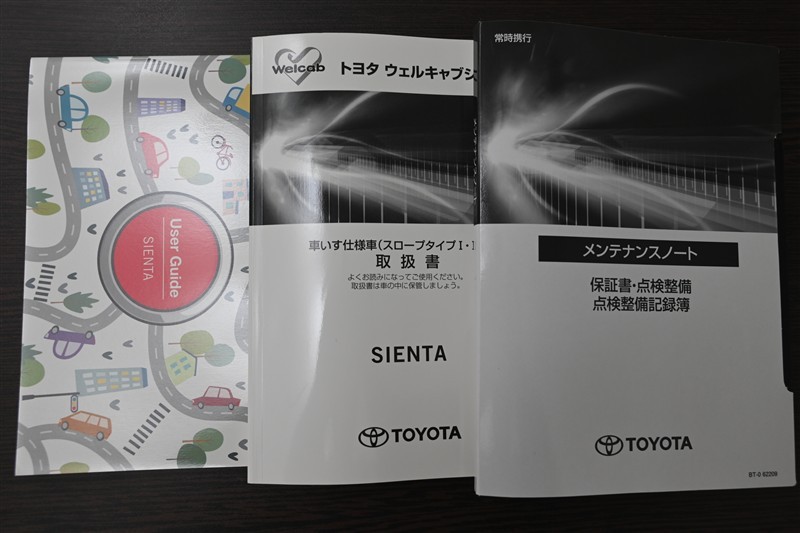 User Guide
SIENTA
Welcab
トヨタ ウェルキャブシ
車いす仕様車(スロープタイプI・
取扱書
よくお読みになってご使用ください。
取扱書は車の中に保管しましょう。
SIENTA
TOYOTA
常時携行
メンテナンスノート
保証書・点検整備
点検整備記録簿
TOYOTA
BT-0 62209